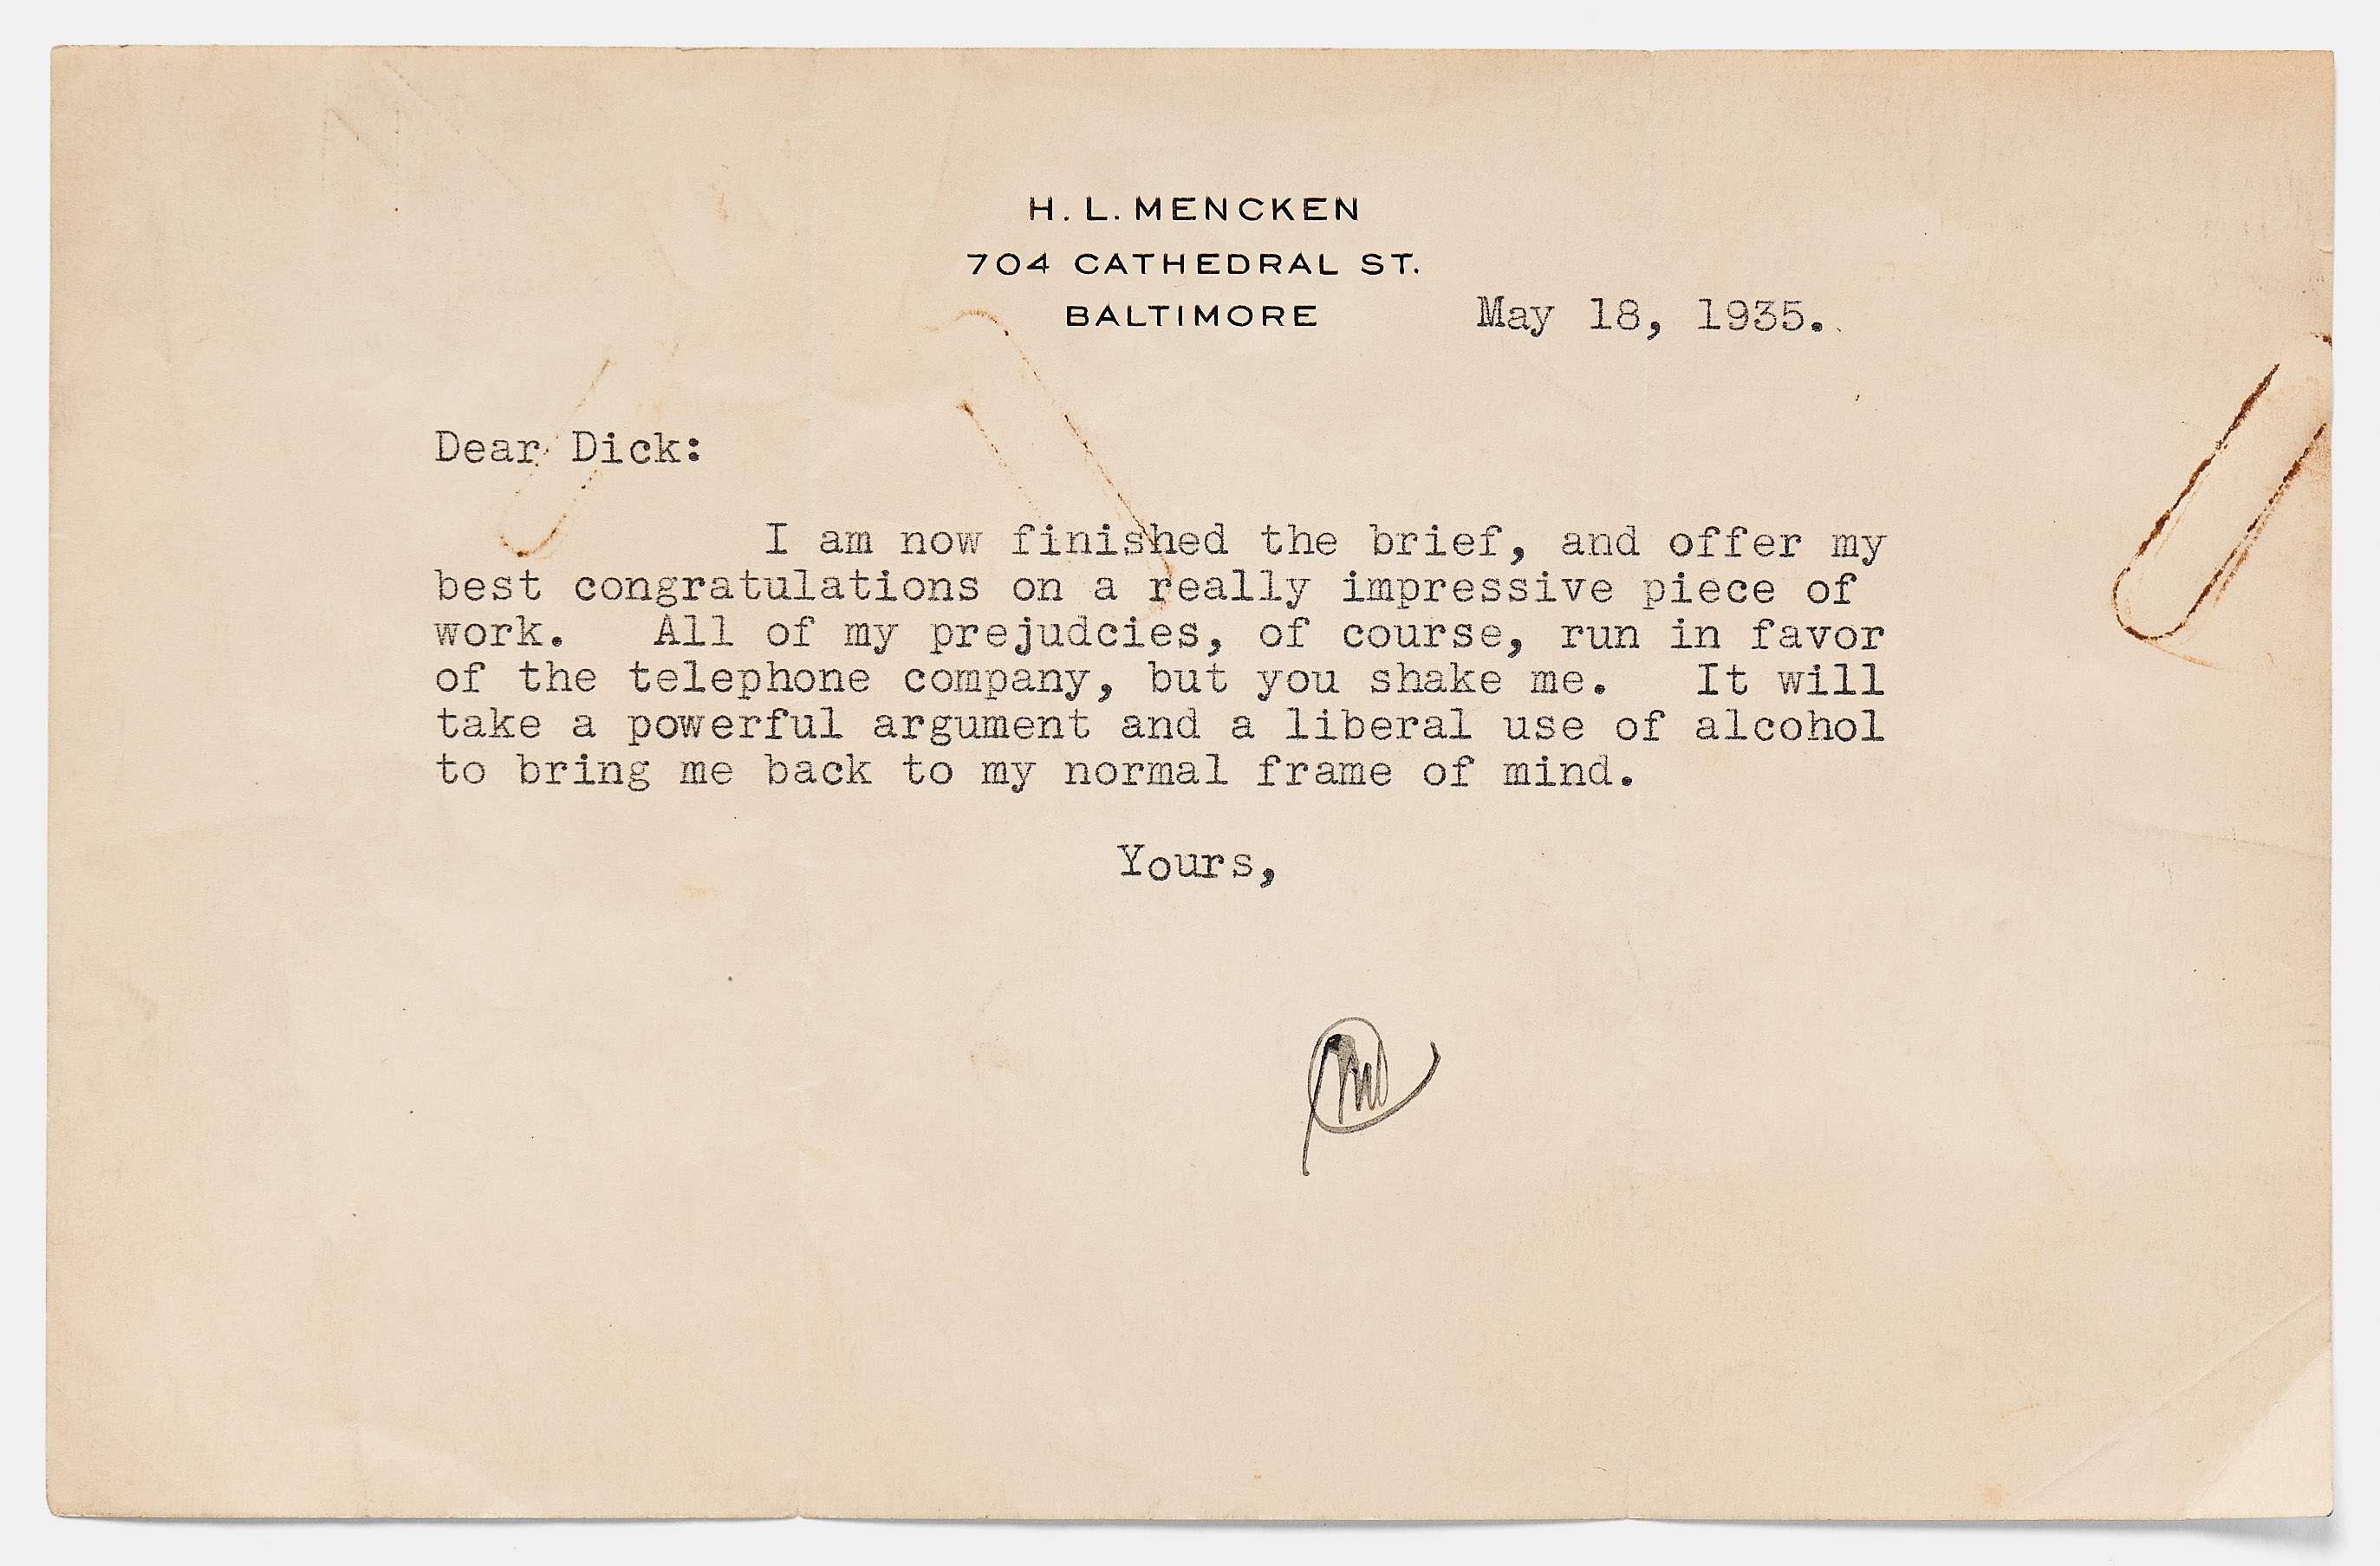 H. L. MENCKEN
704 CATHEDRAL ST.
BALTIMORE May 18, 1935.
Dear Dick:
I am now finished the brief, and offer my
best congratulations on a really impressive piece of
work. All of my prejudcies, of course, run in favor
of the telephone company, but you shake me. It will
take a powerful argument and a liberal use of alcohol
to bring me back to my normal frame of mind.
Yours,